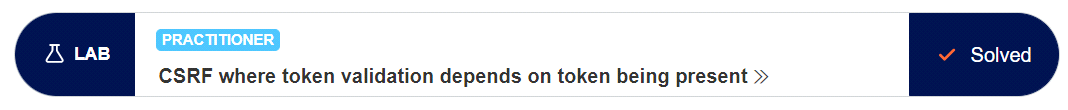 LAB
PRACTITIONER
CSRF where token validation depends on token being present
Solved